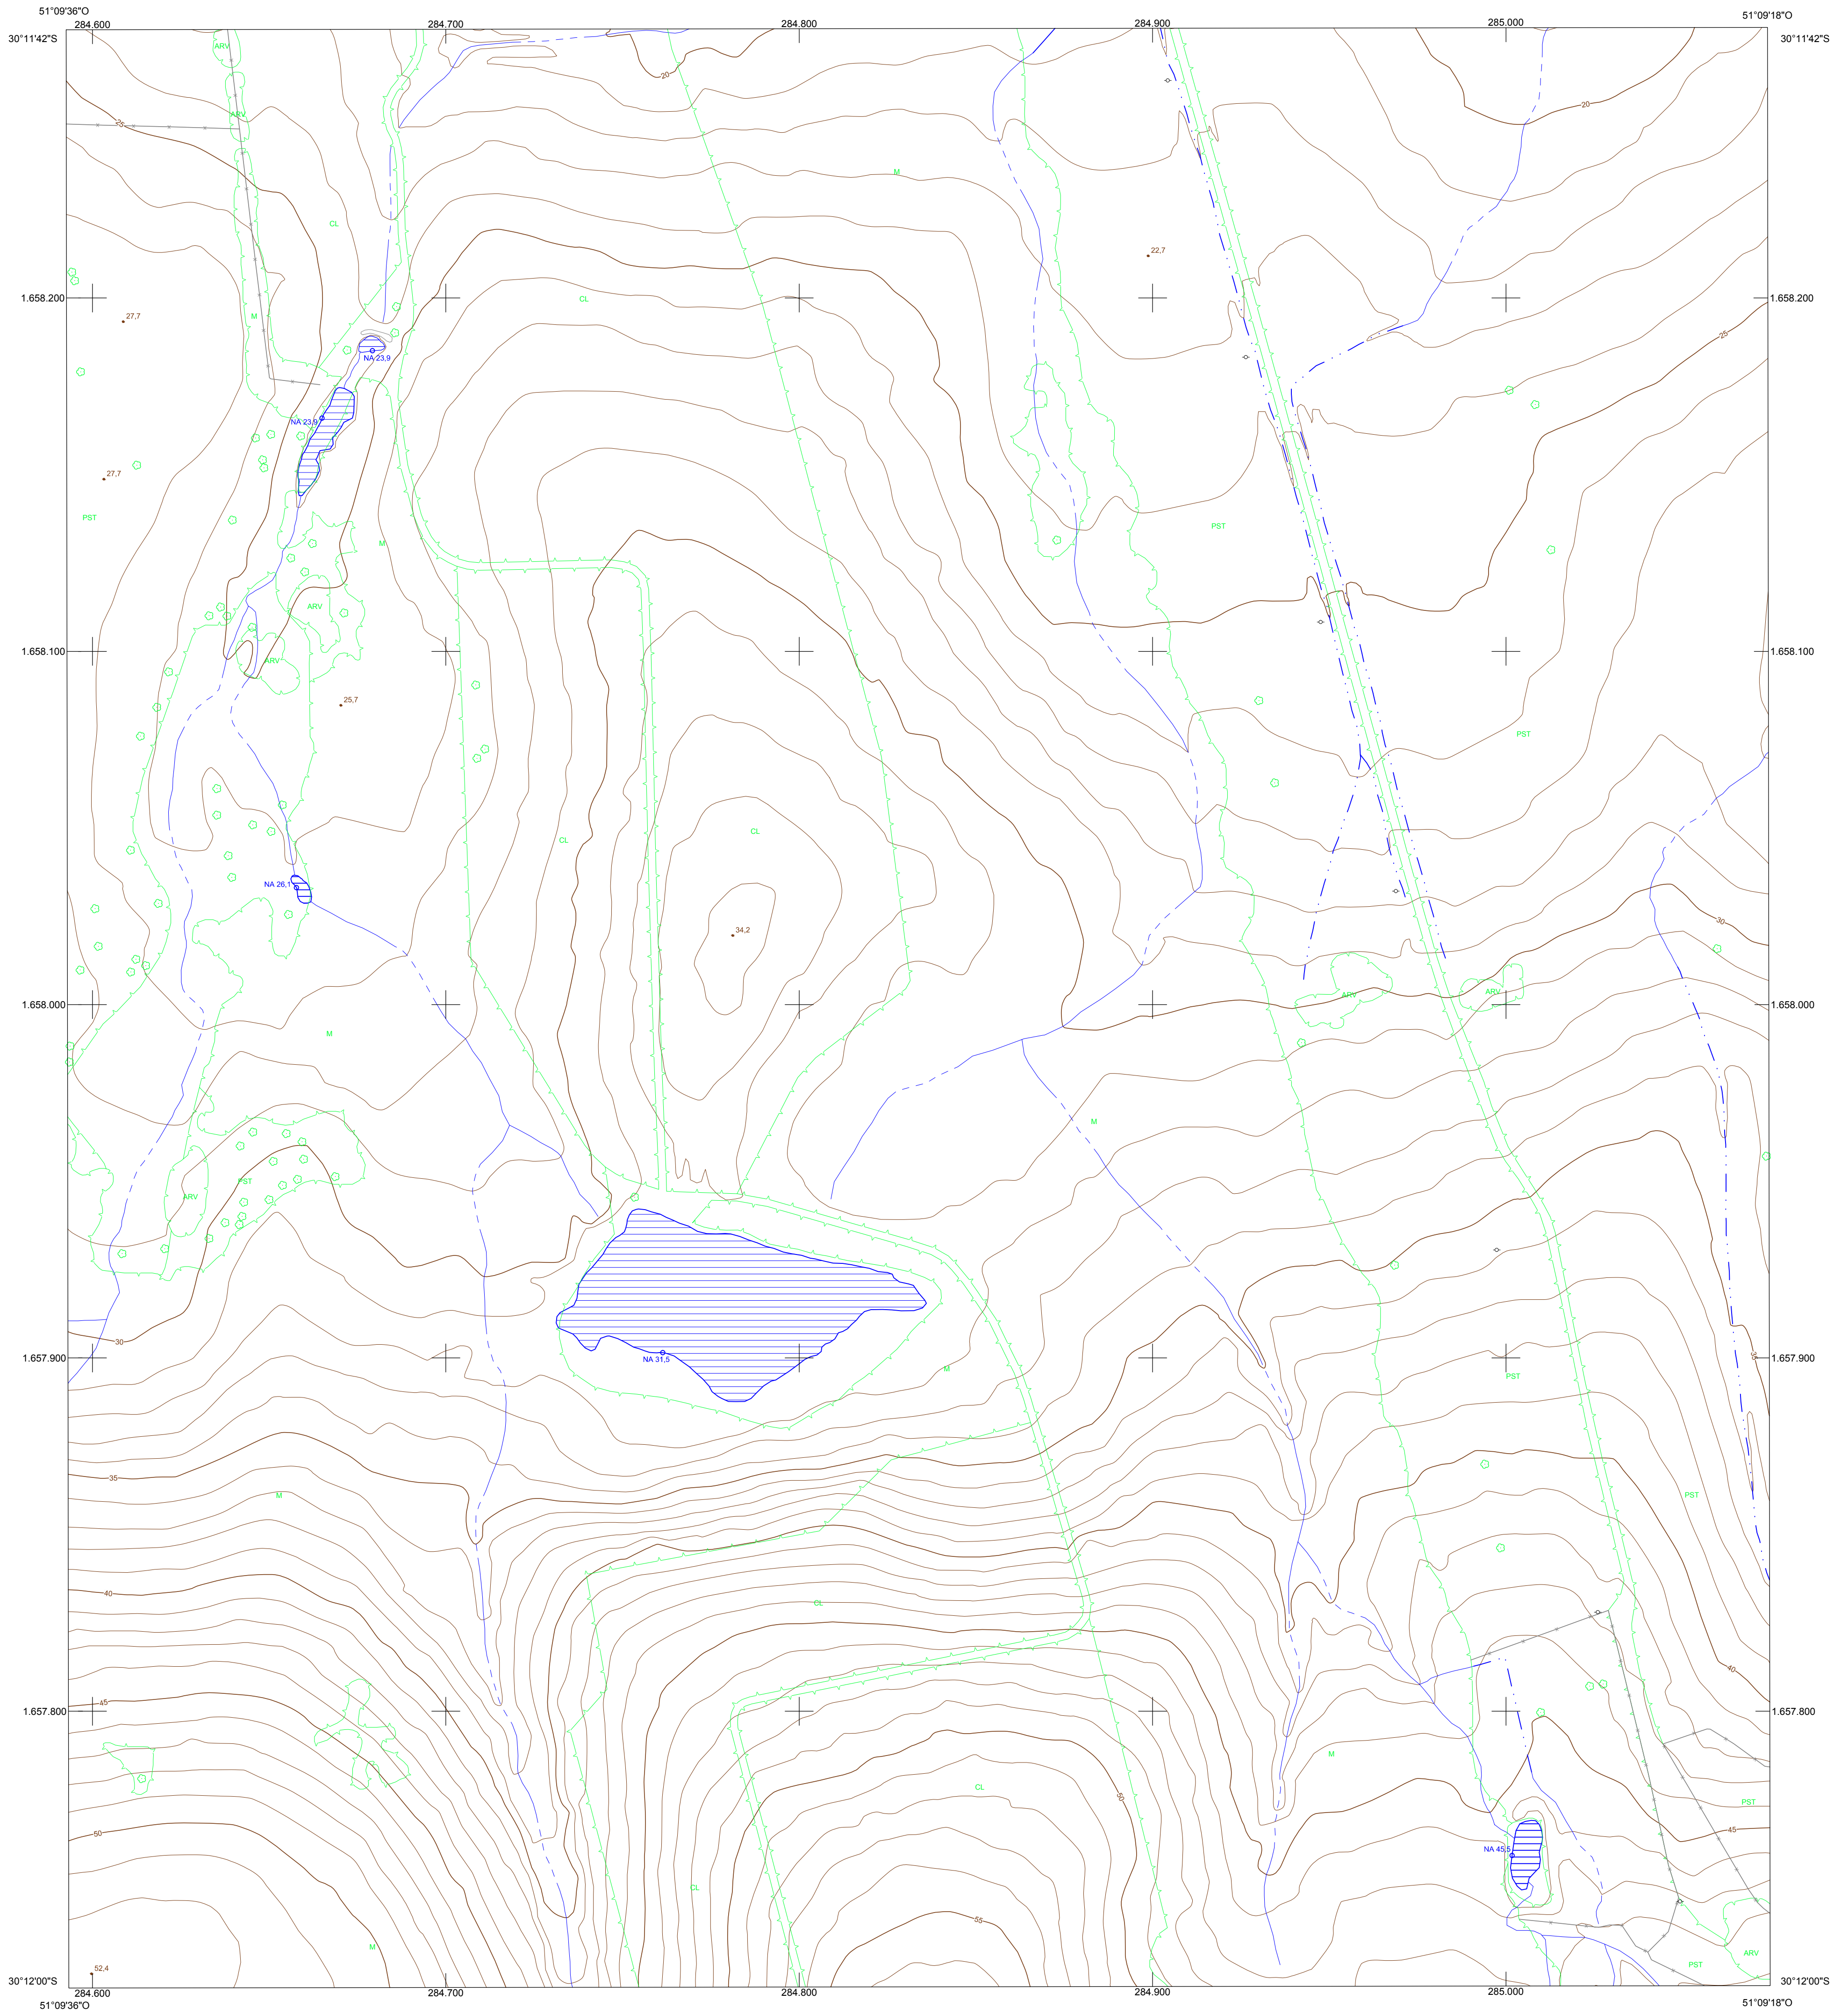 51°09'36"O
284.600
284.700
284.800
284.900
285.000
51°09'18"O
30°11'42"S
30°11'42"S
ARV
20
20
ARV
25
M
CL
22,7
1.658.200
CL
1.658.200
M
27,7
25
NA 23,9
NA 23,9
27,7
PST
PST
M
ARV
1.658.100
ARV
1.658.100
25,7
PST
CL
CL
NA 26,1
30
34,2
ARV
ARV
1.658.000
1.658.000
M
M
PST
ARV
30
35
1.657.900
NA 31,5
M
1.657.900
PST
35
M
PST
40
CL
40
45
1.657.800
1.657.800
M
CL
50
PST
50
45
NA 45,5
CL
55
M
ARV
PST
52,4
30°12'00"S
30°12'00"S
284.600
284.700
284.800
284.900
285.000
51°09'36"O
51°09'18"O